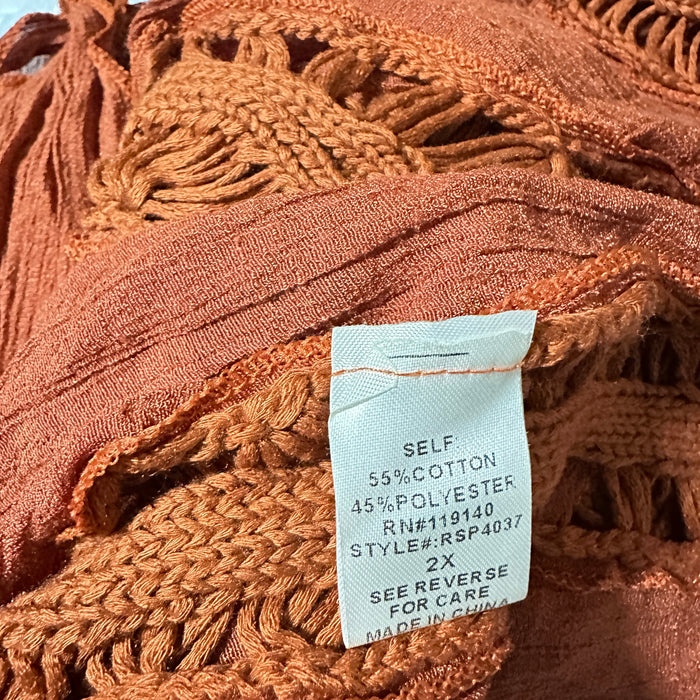 SELF:
55%COTTON
45%POLYESTER
RN#119140
STYLE#:RSP4037
2X
SEE REVERSE
FOR CARE
MADE IN CHINA